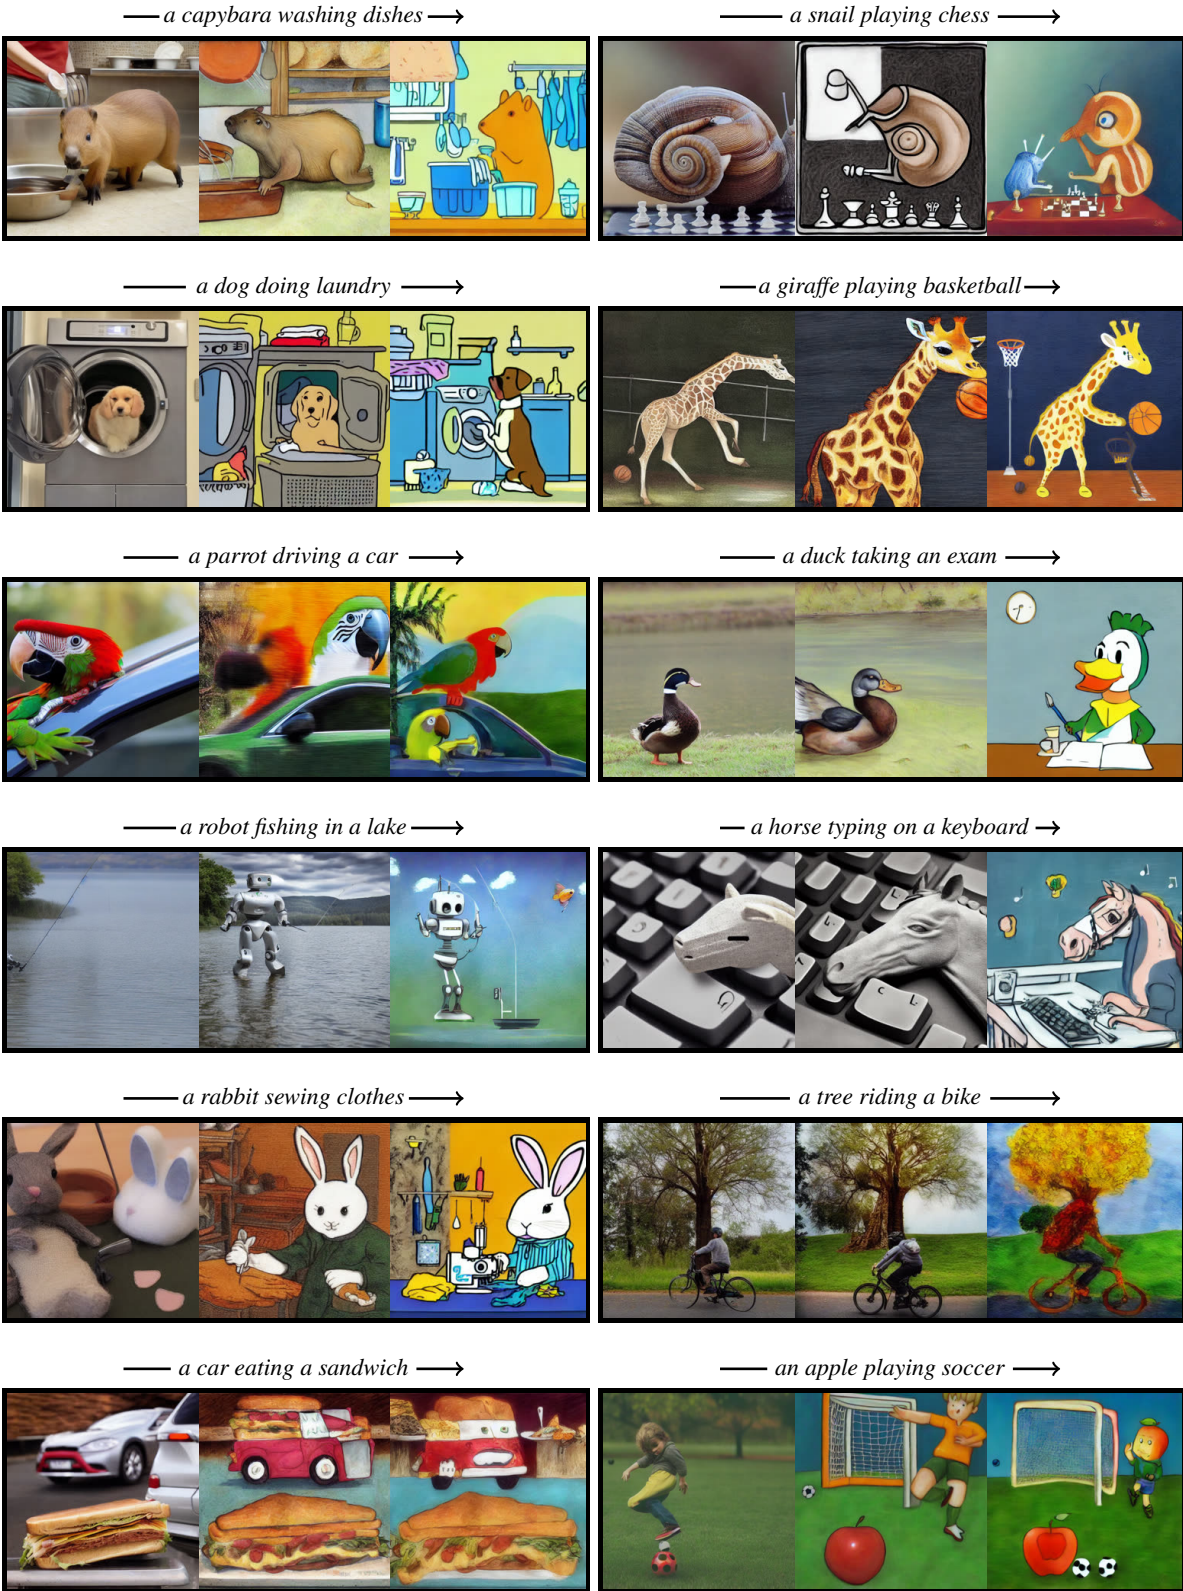 a capybara washing dishes
a snail playing chess
a dog doing laundry
a giraffe playing basketball
a parrot driving a car
a duck taking an exam
a robot fishing in a lake
a horse typing on a keyboard
a rabbit sewing clothes
a tree riding a bike
a car eating a sandwich
an apple playing soccer